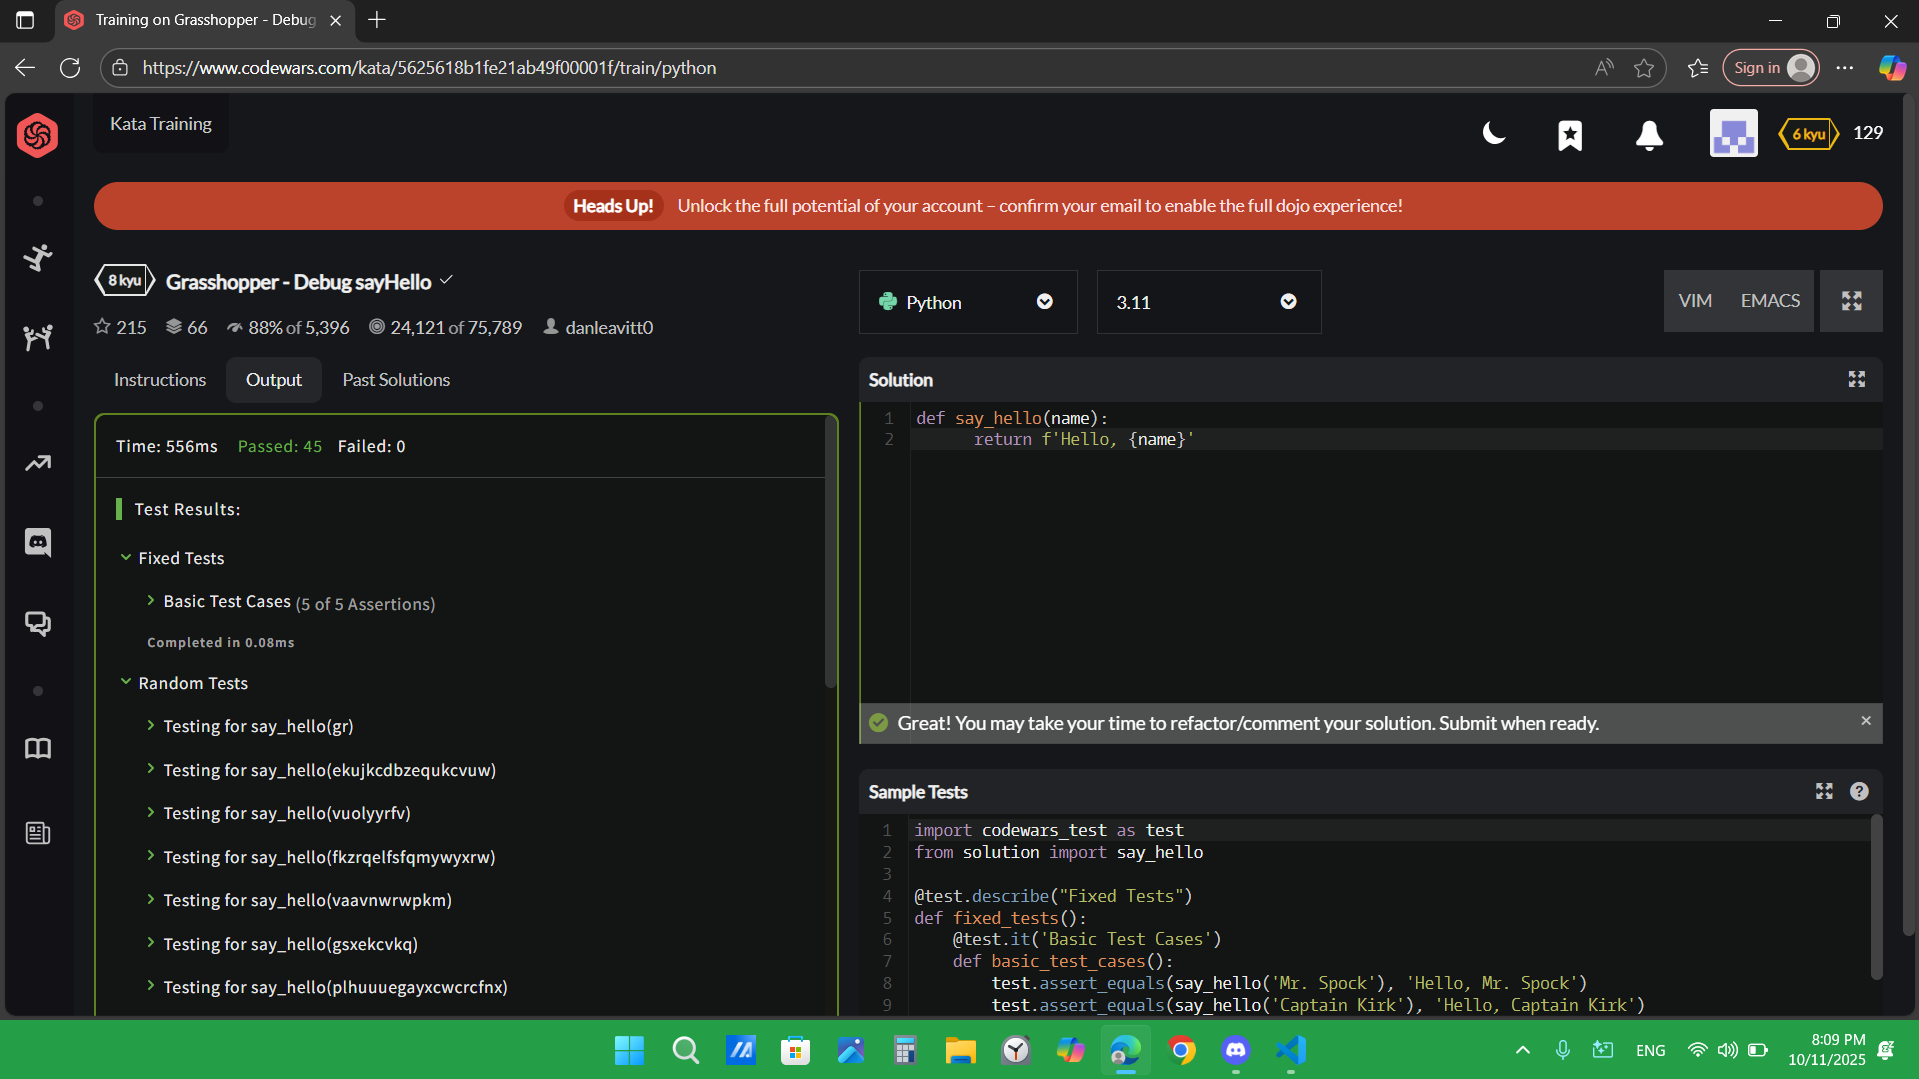 Training on Grasshopper - Debug
https://www.codewars.com/kata/5625618b1fe21ab49f00001f/train/python
Sign in
Kata Training
6 kyu
129
Heads Up! Unlock the full potential of your account – confirm your email to enable the full dojo experience!
8 kyu
Grasshopper - Debug sayHello
215
66
88% of 5,396
24,121 of 75,789
danleavitt0
Python
3.11
VIM
EMACS
Instructions
Output
Past Solutions
Time: 556ms Passed: 45 Failed: 0
Test Results:
Fixed Tests
Basic Test Cases (5 of 5 Assertions)
Completed in 0.08ms
Random Tests
Testing for say_hello(gr)
Testing for say_hello(ekujkcdbzequkcvuw)
Testing for say_hello(vuolyyrfv)
Testing for say_hello(fkzrqelfsfqmywyxrw)
Testing for say_hello(vaavnwrwpkm)
Testing for say_hello(gsxekcvkq)
Testing for say_hello(plhuuuegayxcwcrcfnx)
Solution
1 def say_hello(name):
2 return f'Hello, {name}'
Great! You may take your time to refactor/comment your solution. Submit when ready.
Sample Tests
1 import codewars_test as test
2 from solution import say_hello
3
4 @test.describe("Fixed Tests")
5 def fixed_tests():
6 @test.it('Basic Test Cases')
7 def basic_test_cases():
8 test.assert_equals(say_hello('Mr. Spock'), 'Hello, Mr. Spock')
9 test.assert_equals(say_hello('Captain Kirk'), 'Hello, Captain Kirk')
ENG
8:09 PM
10/11/2025